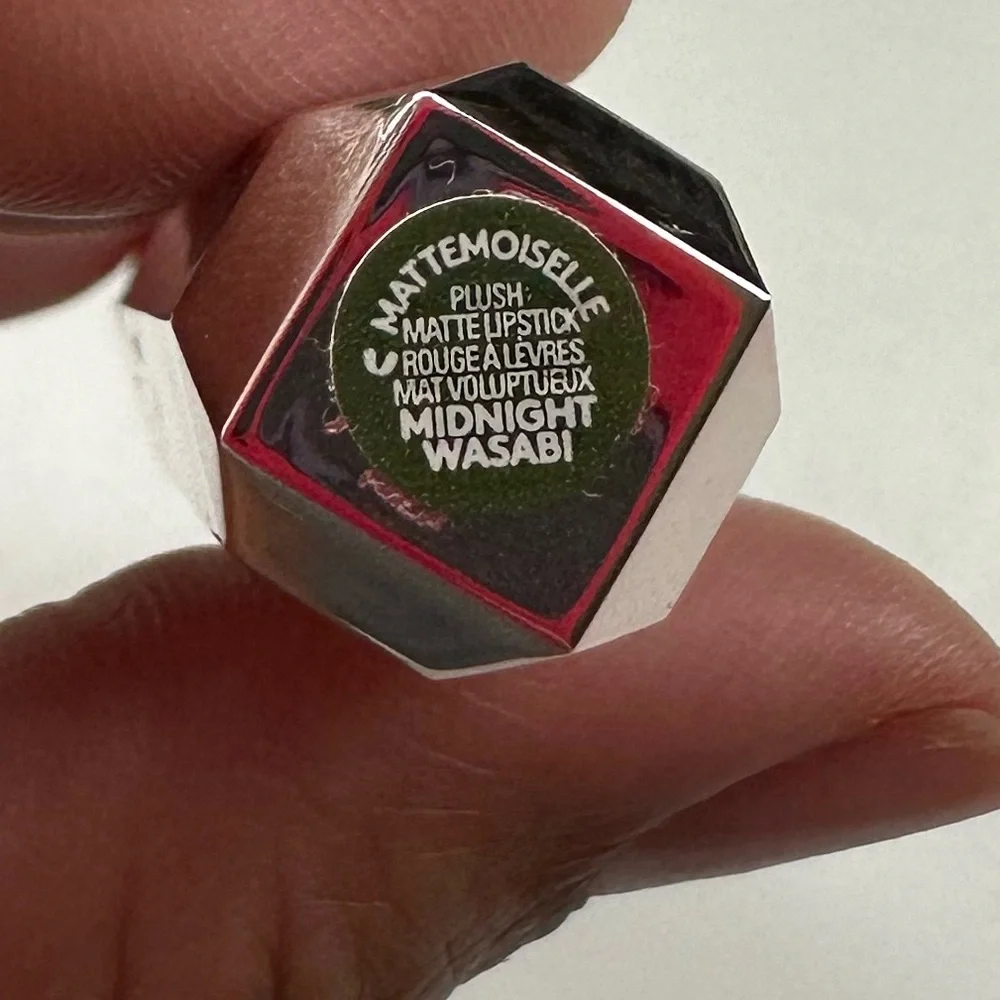 MATTEMOISELLE
PLUSH
MATTE LIPSTICK
ROUGE À LÈVRES
MAT VOLUPTUEUX
MIDNIGHT
WASABI